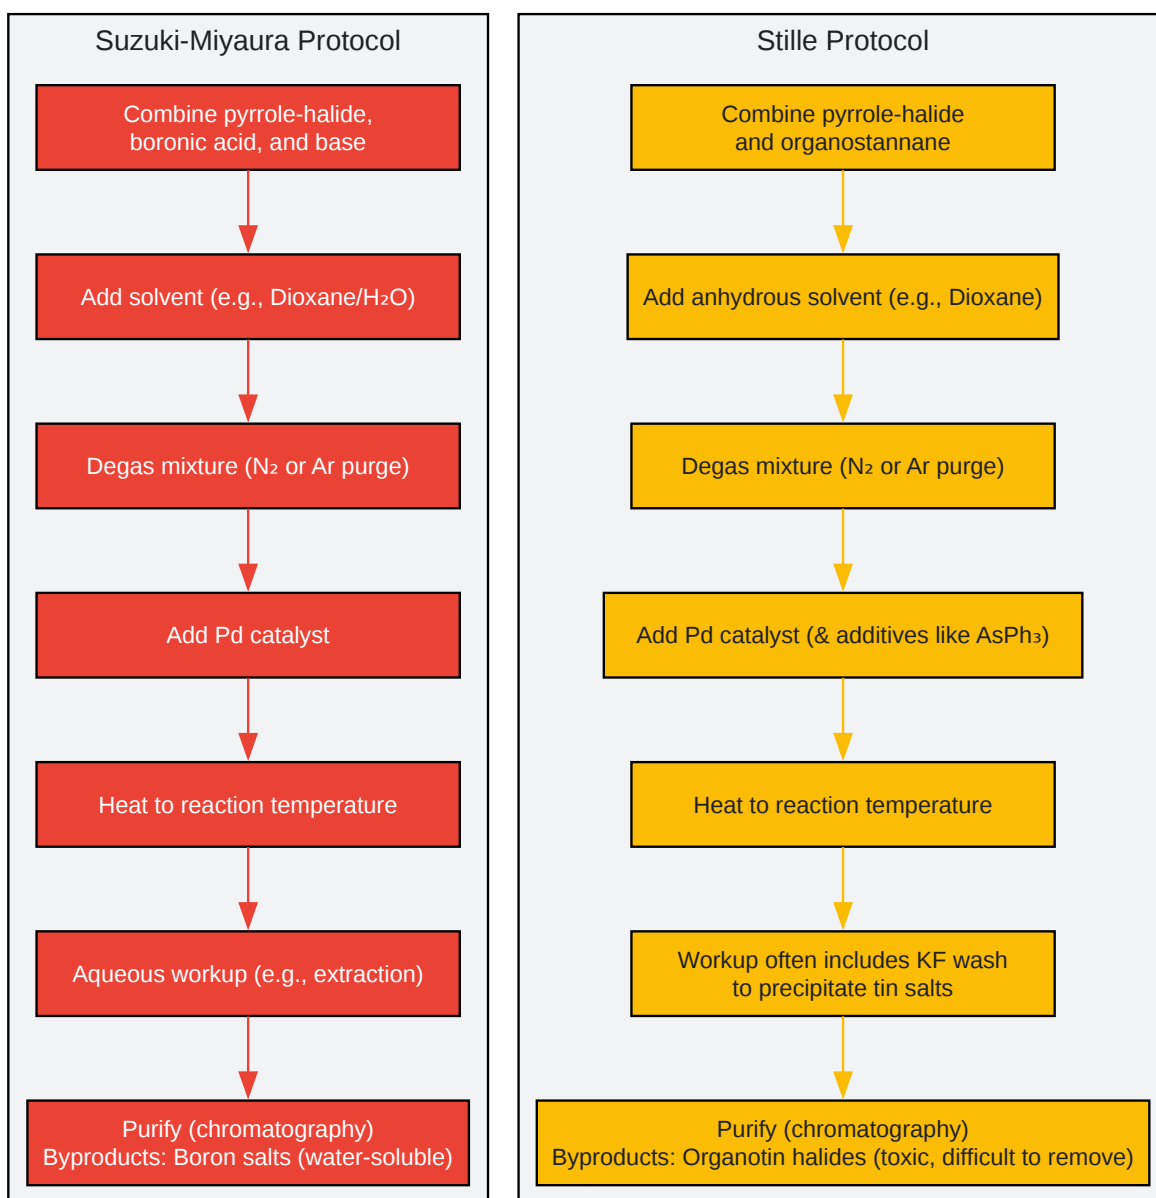 Suzuki-Miyaura Protocol
Combine pyrrole-halide,
boronic acid, and base
Add solvent (e.g., Dioxane/H₂O)
Degas mixture (N₂ or Ar purge)
Add Pd catalyst
Heat to reaction temperature
Aqueous workup (e.g., extraction)
Purify (chromatography)
Byproducts: Boron salts (water-soluble)
Stille Protocol
Combine pyrrole-halide
and organostannane
Add anhydrous solvent (e.g., Dioxane)
Degas mixture (N₂ or Ar purge)
Add Pd catalyst (& additives like AsPh₃)
Heat to reaction temperature
Workup often includes KF wash
to precipitate tin salts
Purify (chromatography)
Byproducts: Organotin halides (toxic, difficult to remove)